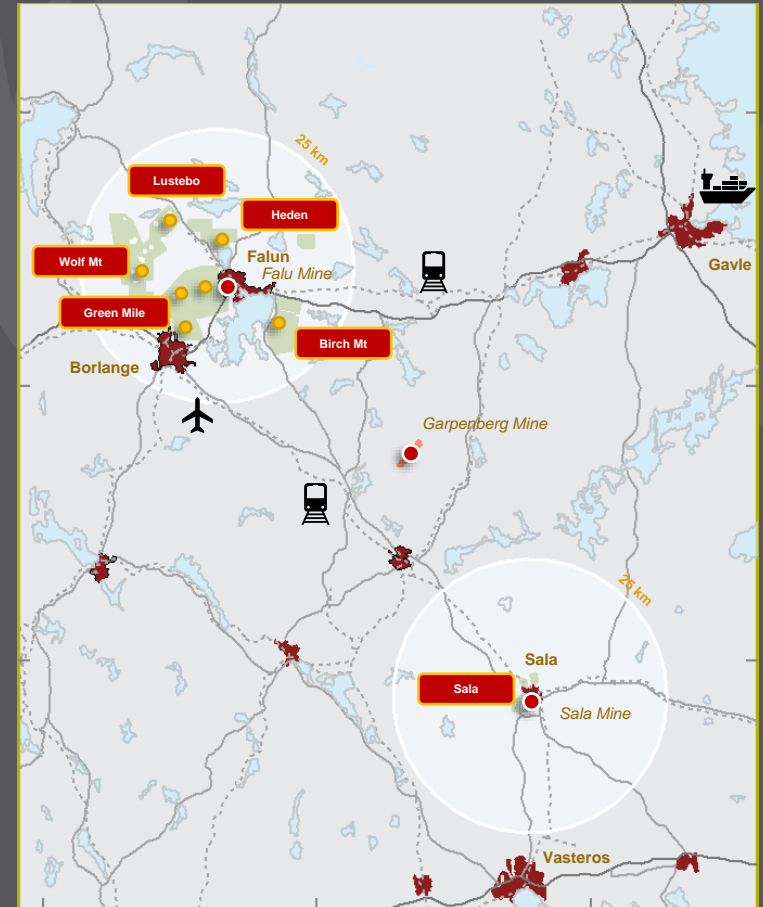 25 km
Lustebo
Heden
Wolf Mt
Falun
Falu Mine
Gavle
Green Mile
Birch Mt
Borlange
Garpenberg Mine
25 km
Sala
Sala
Sala Mine
Vasteros